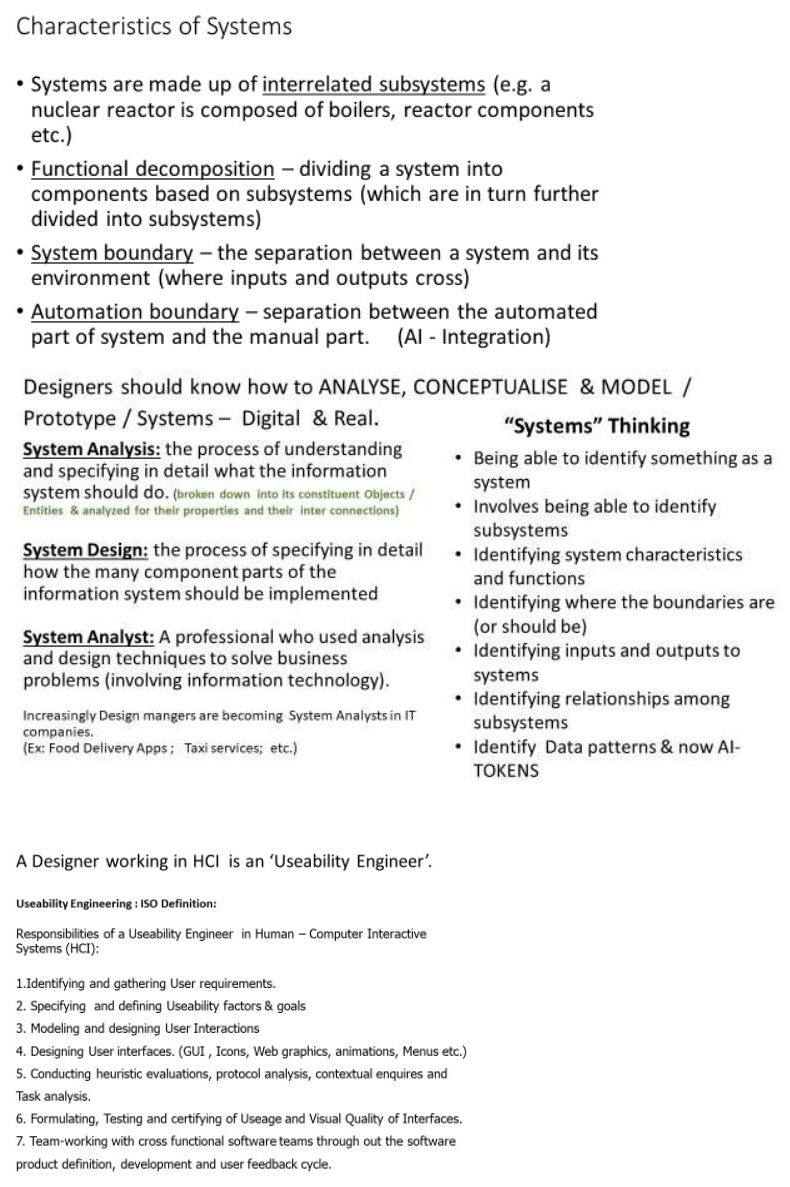 Characteristics of Systems
• Systems are made up of interrelated subsystems (e.g. a
nuclear reactor is composed of boilers, reactor components
etc.)
• Functional decomposition – dividing a system into
components based on subsystems (which are in turn further
divided into subsystems)
• System boundary – the separation between a system and its
environment (where inputs and outputs cross)
• Automation boundary – separation between the automated
part of system and the manual part. (AI - Integration)
Designers should know how to ANALYSE, CONCEPTUALISE & MODEL /
Prototype / Systems – Digital & Real.
System Analysis: the process of understanding
and specifying in detail what the information
system should do. (broken down into its constituent Objects /
Entities & analyzed for their properties and their inter connections)
System Design: the process of specifying in detail
how the many component parts of the
information system should be implemented
System Analyst: A professional who used analysis
and design techniques to solve business
problems (involving information technology).
Increasingly Design mangers are becoming System Analysts in IT
companies.
(Ex: Food Delivery Apps ; Taxi services; etc.)
“Systems” Thinking
• Being able to identify something as a
system
• Involves being able to identify
subsystems
• Identifying system characteristics
and functions
• Identifying where the boundaries are
(or should be)
• Identifying inputs and outputs to
systems
• Identifying relationships among
subsystems
• Identify Data patterns & now AI-
TOKENS
A Designer working in HCI is an ‘Useability Engineer’.
Useability Engineering : ISO Definition:
Responsibilities of a Useability Engineer in Human – Computer Interactive
Systems (HCI):
1.Identifying and gathering User requirements.
2. Specifying and defining Useability factors & goals
3. Modeling and designing User Interactions
4. Designing User interfaces. (GUI , Icons, Web graphics, animations, Menus etc.)
5. Conducting heuristic evaluations, protocol analysis, contextual enquires and
Task analysis.
6. Formulating, Testing and certifying of Useage and Visual Quality of Interfaces.
7. Team-working with cross functional software teams through out the software
product definition, development and user feedback cycle.